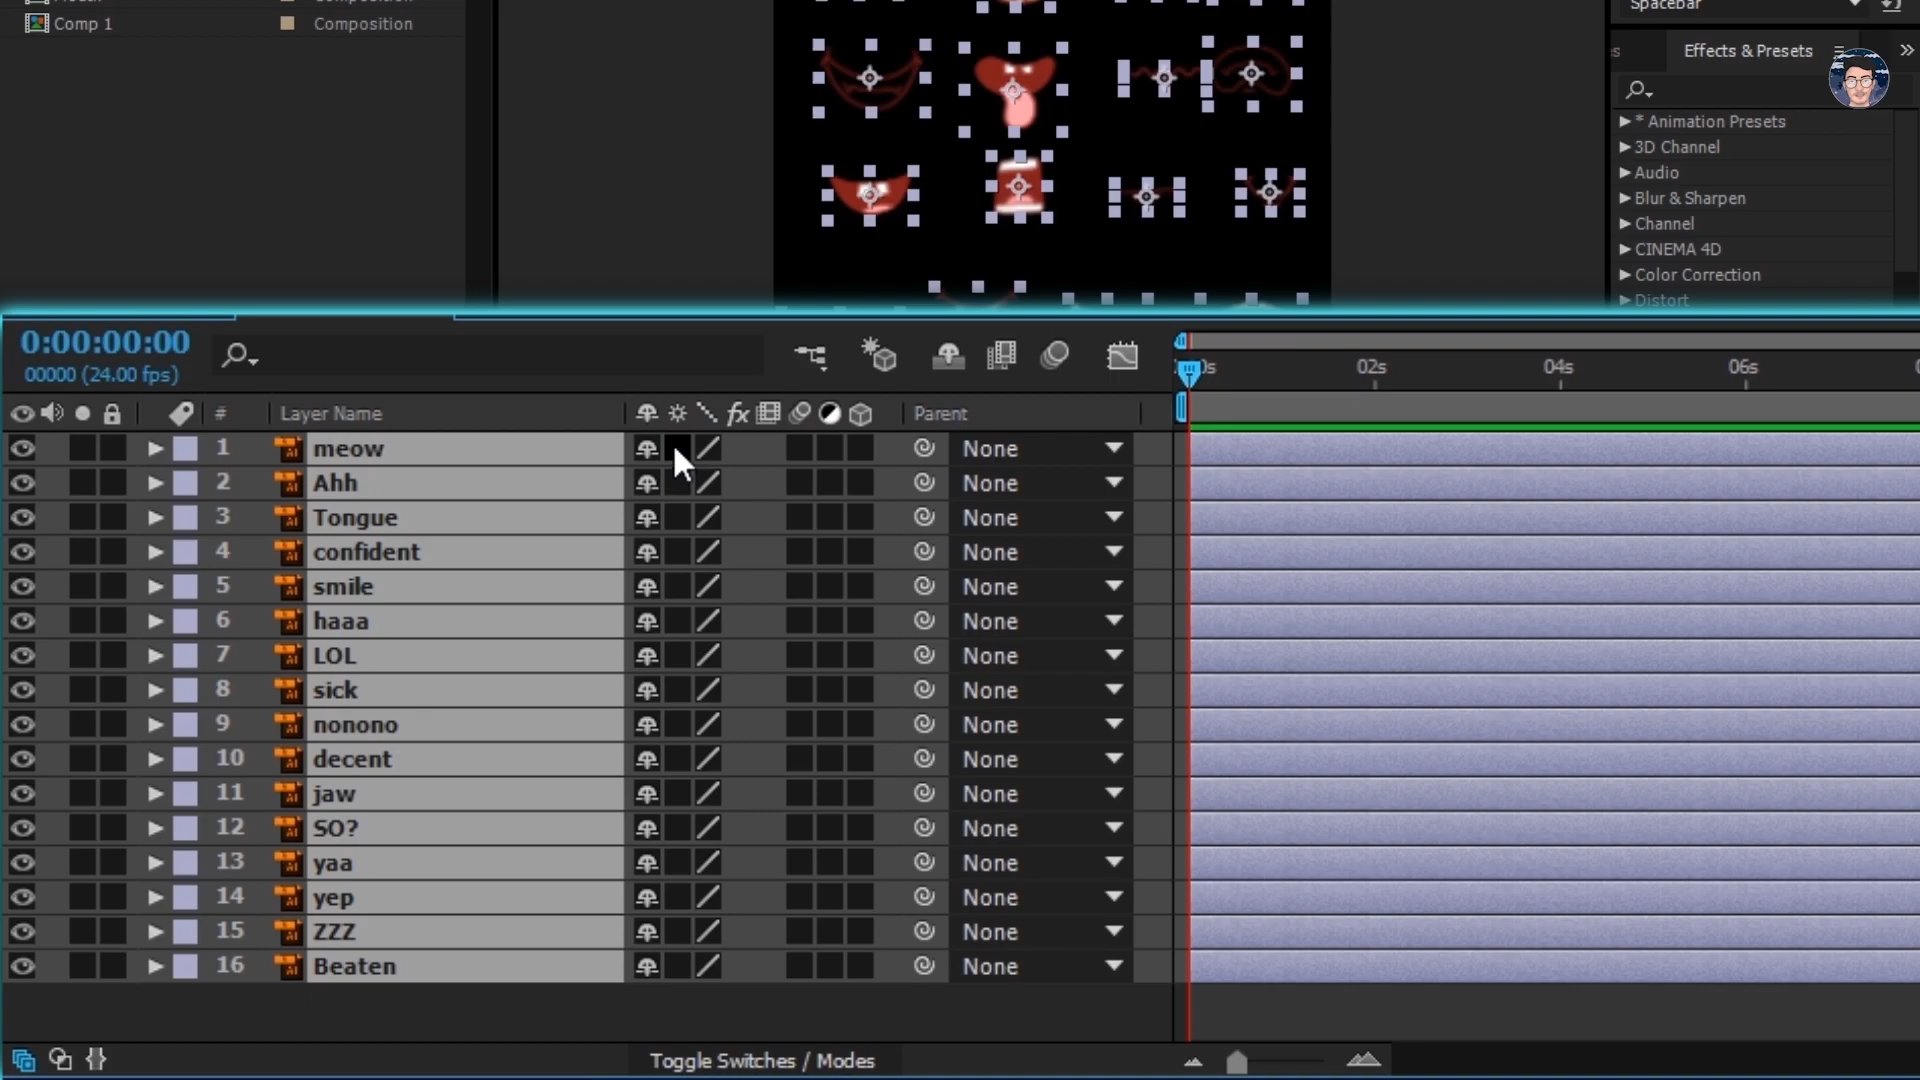 Comp 1
Composition
Spacebar
Effects & Presets
* Animation Presets
3D Channel
Audio
Blur & Sharpen
Channel
CINEMA 4D
Color Correction
Distort
0:00:00:00
00000 (24.00 fps)
02s 04s 06s
# Layer Name fx Parent
1 meow None
2 Ahh None
3 Tongue None
4 confident None
5 smile None
6 haaa None
7 LOL None
8 sick None
9 nonono None
10 decent None
11 jaw None
12 SO? None
13 yaa None
14 yep None
15 ZZZ None
16 Beaten None
Toggle Switches / Modes